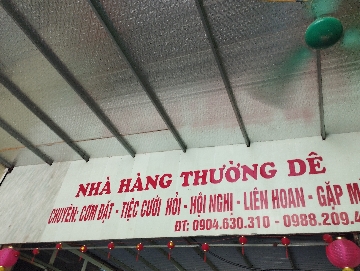 NHÀ HÀNG THƯỜNG DÊ
CHUYÊN: CƠM ĐẶT - TIỆC CƯỚI HỎI - HỘI NGHỊ - LIÊN HOAN - GẶP
ĐT: 0904.630.310 - 0988.209.